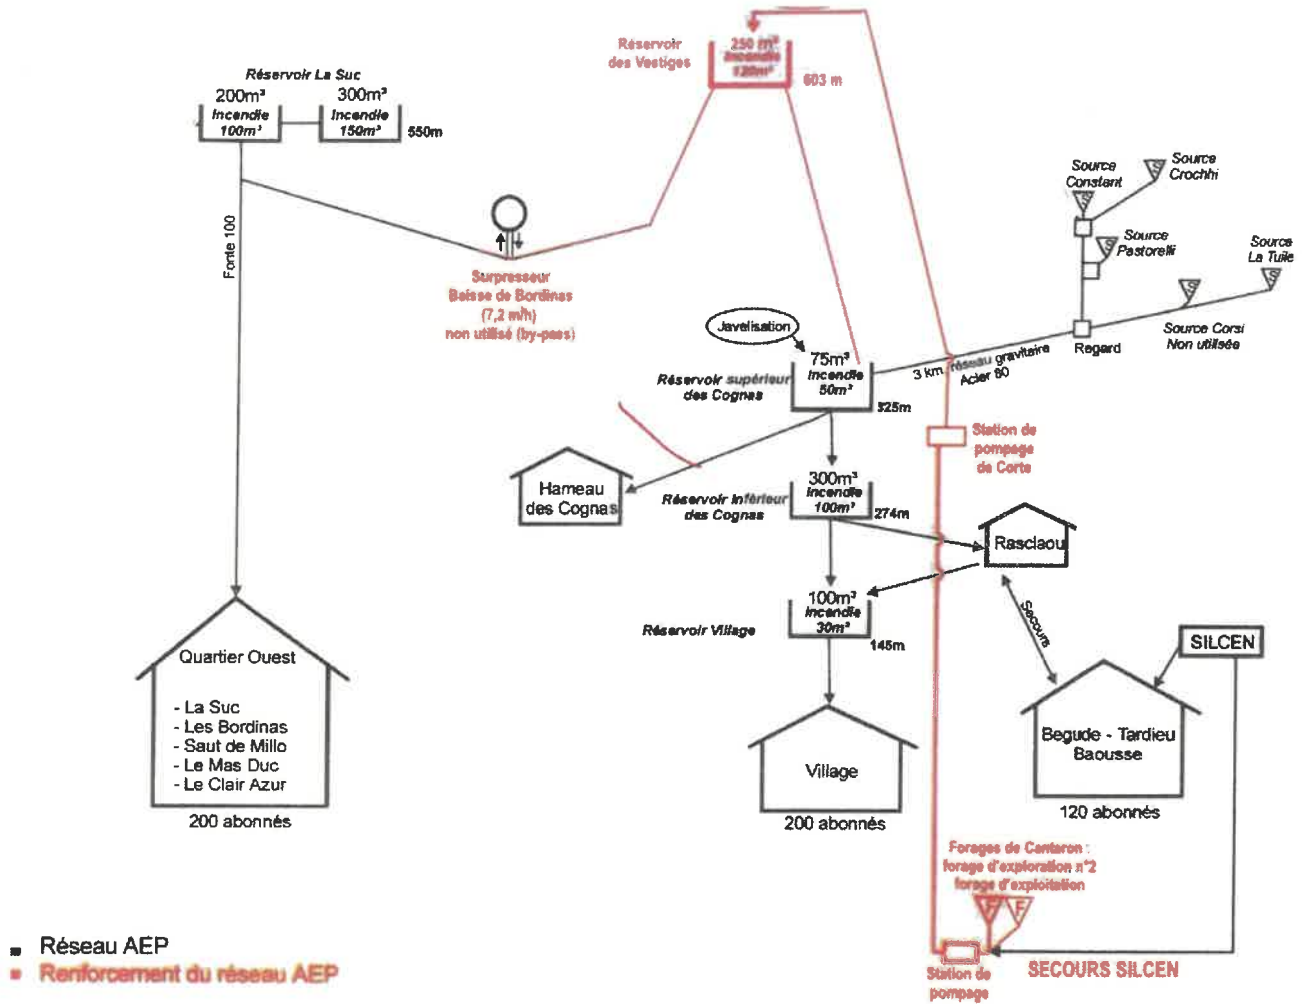 Réservoir
des Vestiges
250 m³
Incendie
120m³
603 m
Réservoir La Suc
200m³
Incendie
100m³
300m³
Incendie
150m³
550m
Fonte 100
Surpresseur
Baisse de Bordinas
(7,2 m/h)
non utilisé (by-pass)
Source
Constant
Source
Crochhi
Source
Pastorelli
Source
La Tuile
Source Corsi
Non utilisée
Regard
3 km réseau gravitaire
Acier 80
Javellisation
75m³
Incendie
50m³
Réservoir supérieur
des Cognas
325m
Station de
pompage
de Corte
Hameau
des Cognas
300m³
Incendie
100m³
Réservoir Inférieur
des Cognas
274m
Rasclaou
100m³
Incendie
30m³
Réservoir Village
145m
Secours
SILCEN
Quartier Ouest
- La Suc
- Les Bordinas
- Saut de Millo
- Le Mas Duc
- Le Clair Azur
200 abonnés
Village
200 abonnés
Begude - Tardieu
Baousse
120 abonnés
Forages de Cantaron :
forage d'exploration n°2
forage d'exploitation
F
F
Station de
pompage
SECOURS SILCEN
Réseau AEP
Renforcement du réseau AEP